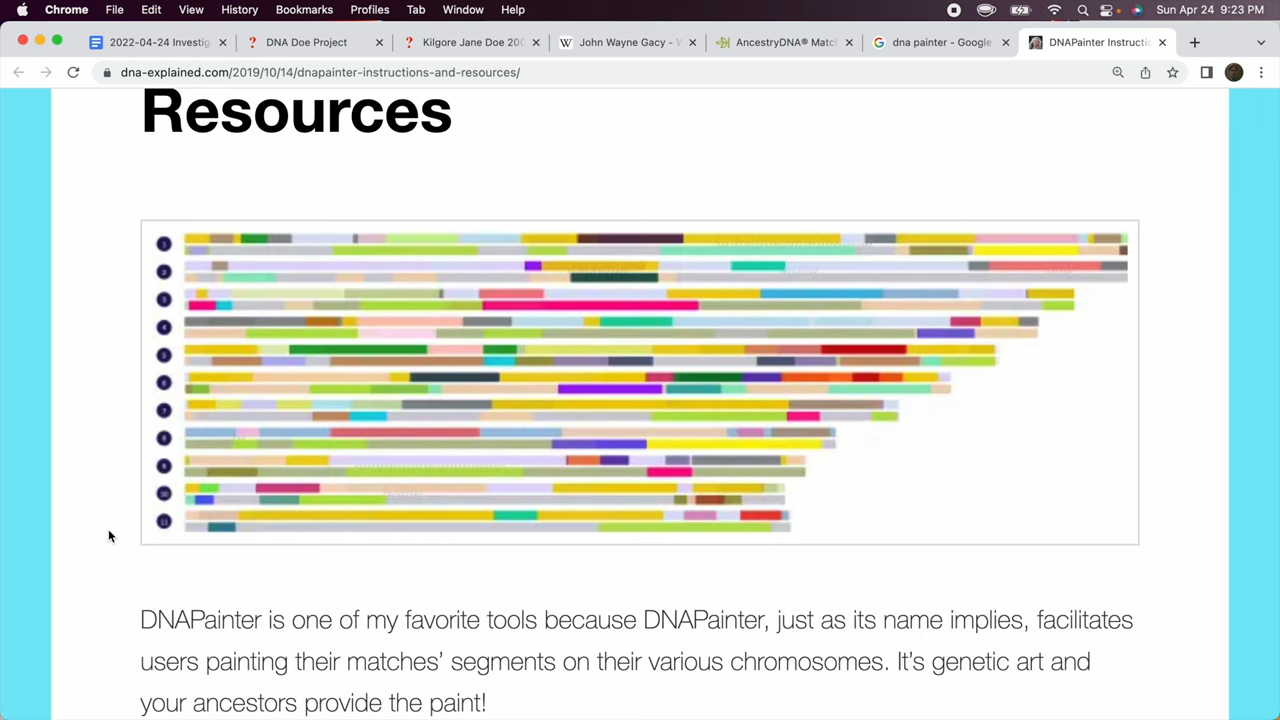 Chrome File Edit View History Bookmarks Profiles Tab Window Help Sun Apr 24 9:23 PM
2022-04-24 Investig DNA Doe Project Kilgore Jane Doe 200 John Wayne Gacy - W AncestryDNA® Match dna painter - Google DNAPainter Instructi
dna-explained.com/2019/10/14/dnapainter-instructions-and-resources/
Resources
1
2
3
4
5
6
7
8
9
10
11
DNAPainter is one of my favorite tools because DNAPainter, just as its name implies, facilitates
users painting their matches’ segments on their various chromosomes. It’s genetic art and
your ancestors provide the paint!